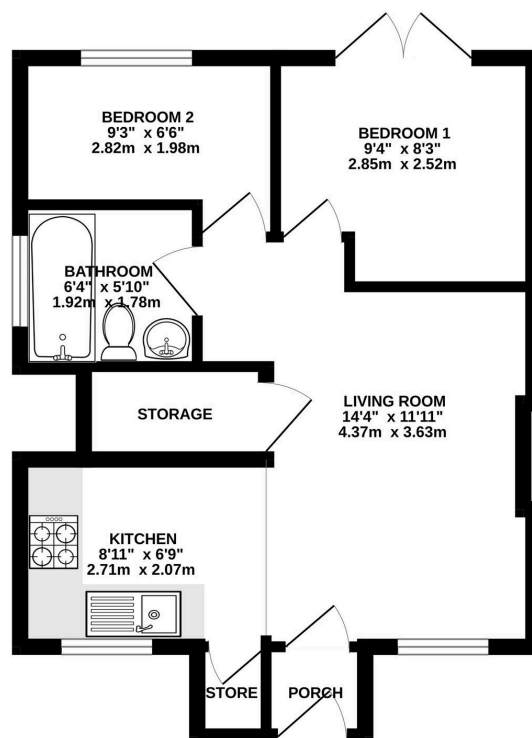 BEDROOM 2
9'3" x 6'6"
2.82m x 1.98m
BEDROOM 1
9'4" x 8'3"
2.85m x 2.52m
BATHROOM
6'4" x 5'10"
1.92m x 1.78m
STORAGE
LIVING ROOM
14'4" x 11'11"
4.37m x 3.63m
KITCHEN
8'11" x 6'9"
2.71m x 2.07m
STORE
PORCH